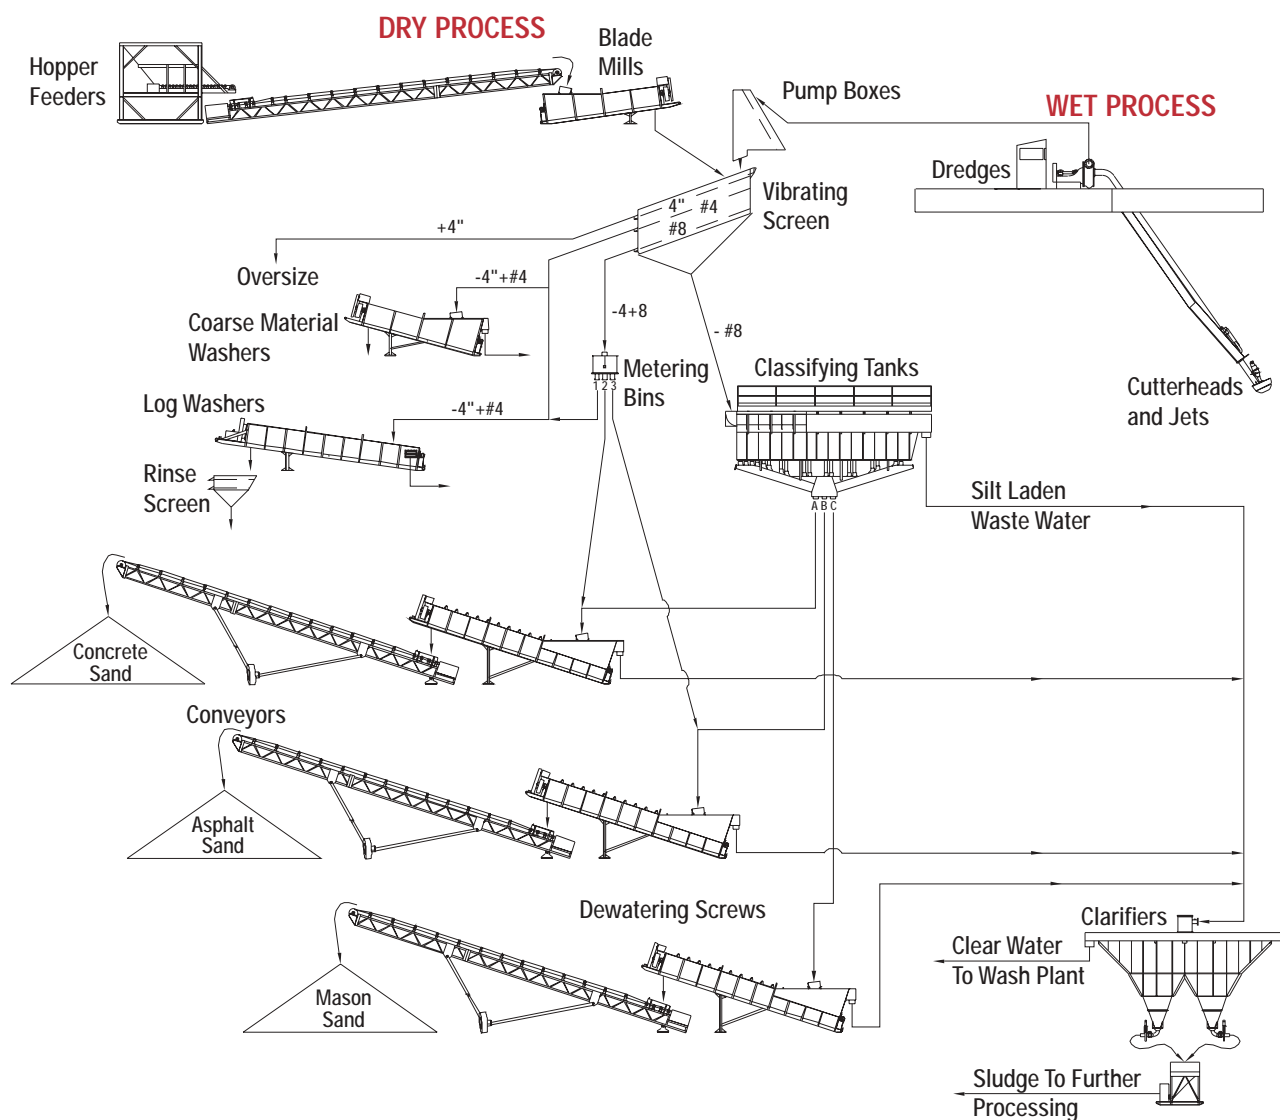 DRY PROCESS
Blade
Mills
Hopper
Feeders
Pump Boxes
WET PROCESS
Dredges
Vibrating
Screen
4" #4
#8
+4"
Oversize
-4"+#4
Coarse Material
Washers
-4+8
- #8
Metering
Bins
1 2 3
Classifying Tanks
Cutterheads
and Jets
Log Washers
-4"+#4
Rinse
Screen
A B C
Silt Laden
Waste Water
Concrete
Sand
Conveyors
Asphalt
Sand
Dewatering Screws
Clarifiers
Clear Water
To Wash Plant
Mason
Sand
Sludge To Further
Processing